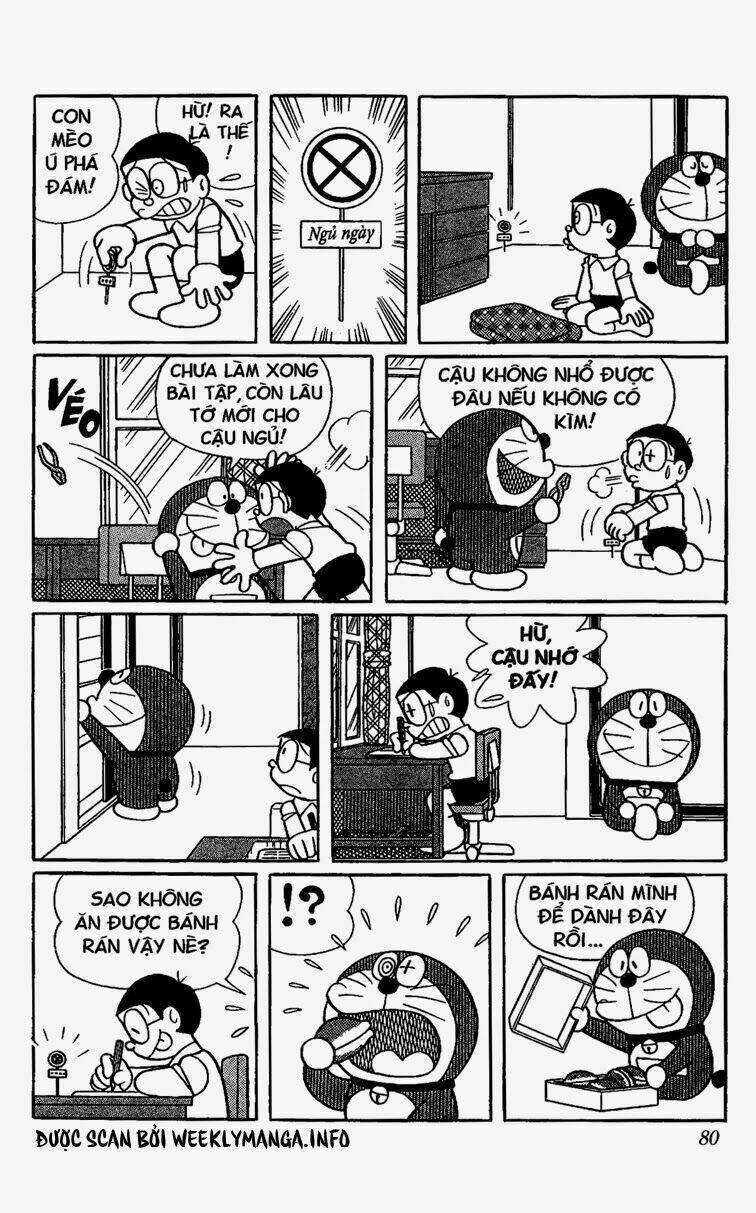 Ngủ ngày
HỪ! RA
LÀ THẾ
!
CON
MÈO
Ú PHÁ
ĐÁM!
CẬU KHÔNG NHỔ ĐƯỢC
ĐÂU NẾU KHÔNG CÓ
KÌM!
CHƯA LÀM XONG
BÀI TẬP, CÒN LÂU
TỚ MỚI CHO
CẬU NGỦ!
VÉO
HỪ,
CẬU NHỚ
ĐẤY!
BÁNH RÁN MÌNH
ĐỂ DÀNH ĐÂY
RỒI...
!?
SAO KHÔNG
ĂN ĐƯỢC BÁNH
RÁN VẬY NÈ?
ĐƯỢC SCAN BỞI WEEKLYMANGA.INFO
80